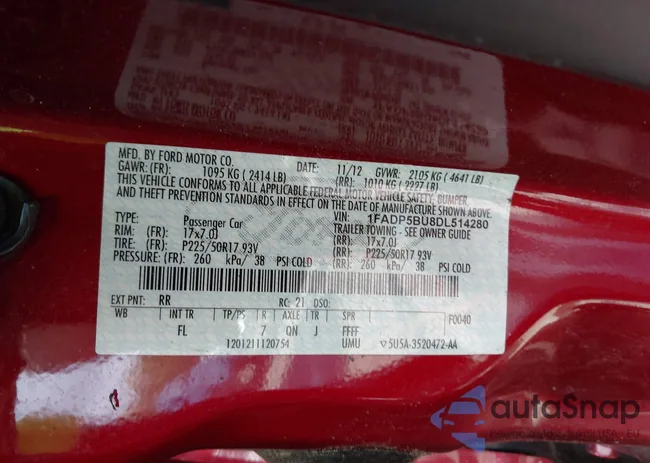 MFD. BY FORD MOTOR CO.
DATE: 11/12 GVWR: 2105 KG (4641 LB)
GAWR: (FR): 1095 KG (2414 LB) (RR): 1010 KG (2227 LB)
THIS VEHICLE CONFORMS TO ALL APPLICABLE FEDERAL MOTOR VEHICLE SAFETY, BUMPER,
AND THEFT PREVENTION STANDARDS IN EFFECT ON THE DATE OF MANUFACTURE SHOWN ABOVE.
VIN: 1FADP5BU8DL514280
TYPE: Passenger Car TRAILER TOWING - SEE OWNER GUIDE
RIM: (FR): 17x7.0J (RR): 17x7.0J
TIRE: (FR): P225/50R17 93V (RR): P225/50R17 93V
PRESSURE: (FR): 260 kPa/ 38 PSI COLD (RR): 260 kPa/ 38 PSI COLD
EXT PNT: RR RC: 21 DSO: F0040
WB INT TR TP/PS R AXLE TR SPR
FL 7 QN J FFFF
1201211120754 UMU ▽5U5A-3520472-AA
autoSnap